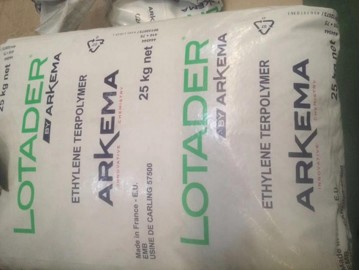 LOTADER
BY ARKEMA
25 kg net
ETHYLENE TERPOLYMER
ARKEMA
Made in France - E.U.
EMB
USINE DE CARLING 57500
25 kg net
LOTADER
BY ARKEMA
ETHYLENE TERPOLYMER
ARKEMA